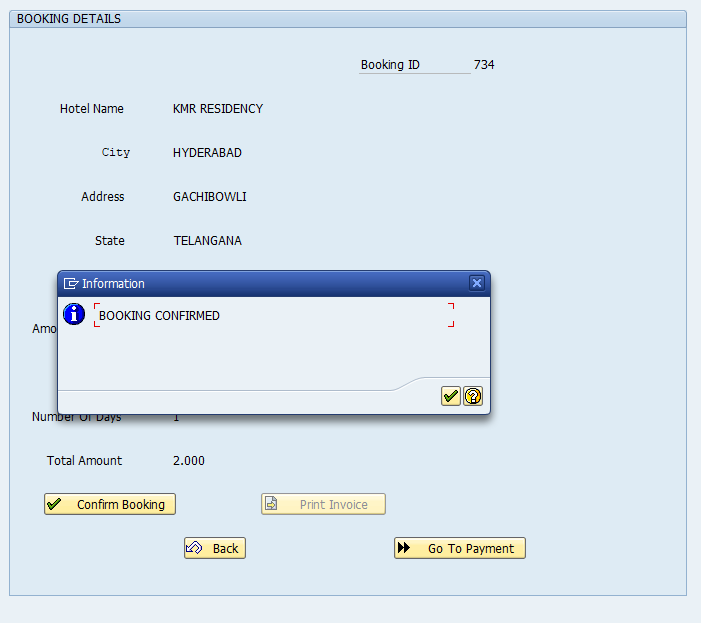 BOOKING DETAILS
Booking ID 734
Hotel Name KMR RESIDENCY
City HYDERABAD
Address GACHIBOWLI
State TELANGANA
Information
BOOKING CONFIRMED
Amo
Number Of Days 1
Total Amount 2.000
Confirm Booking Print Invoice
Back Go To Payment